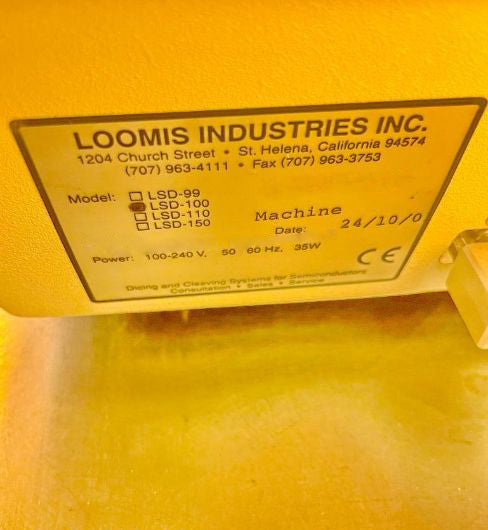 LOOMIS INDUSTRIES INC.
1204 Church Street • St. Helena, California 94574
(707) 963-4111 • Fax (707) 963-3753
Model: LSD-99
LSD-100
LSD-110
LSD-150
Machine
Date: 24/10/0
Power: 100-240 V, 50 60 Hz, 35W
CE
Dicing and Cleaving Systems for Semiconductors
Consultation • Sales • Service